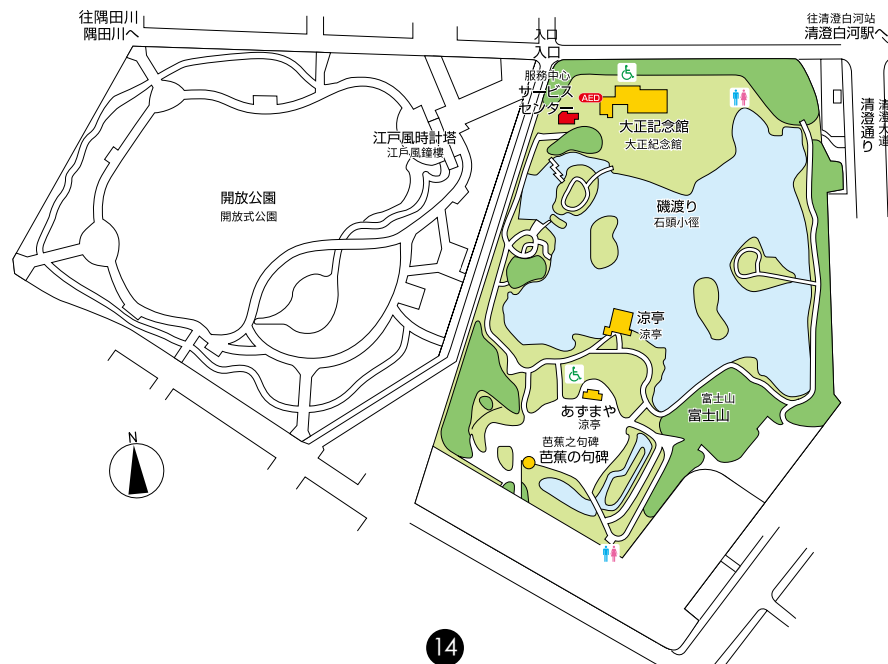 往隅田川
隅田川へ
入口
入口
往清澄白河站
清澄白河駅へ
服務中心
サービス
センター
AED
大正記念館
大正紀念館
清澄通り
清澄大道
江戸風時計塔
江戸風鐘樓
開放公園
開放式公園
磯渡り
石頭小徑
涼亭
涼亭
あずまや
涼亭
富士山
富士山
芭蕉之句碑
芭蕉の句碑
N
14